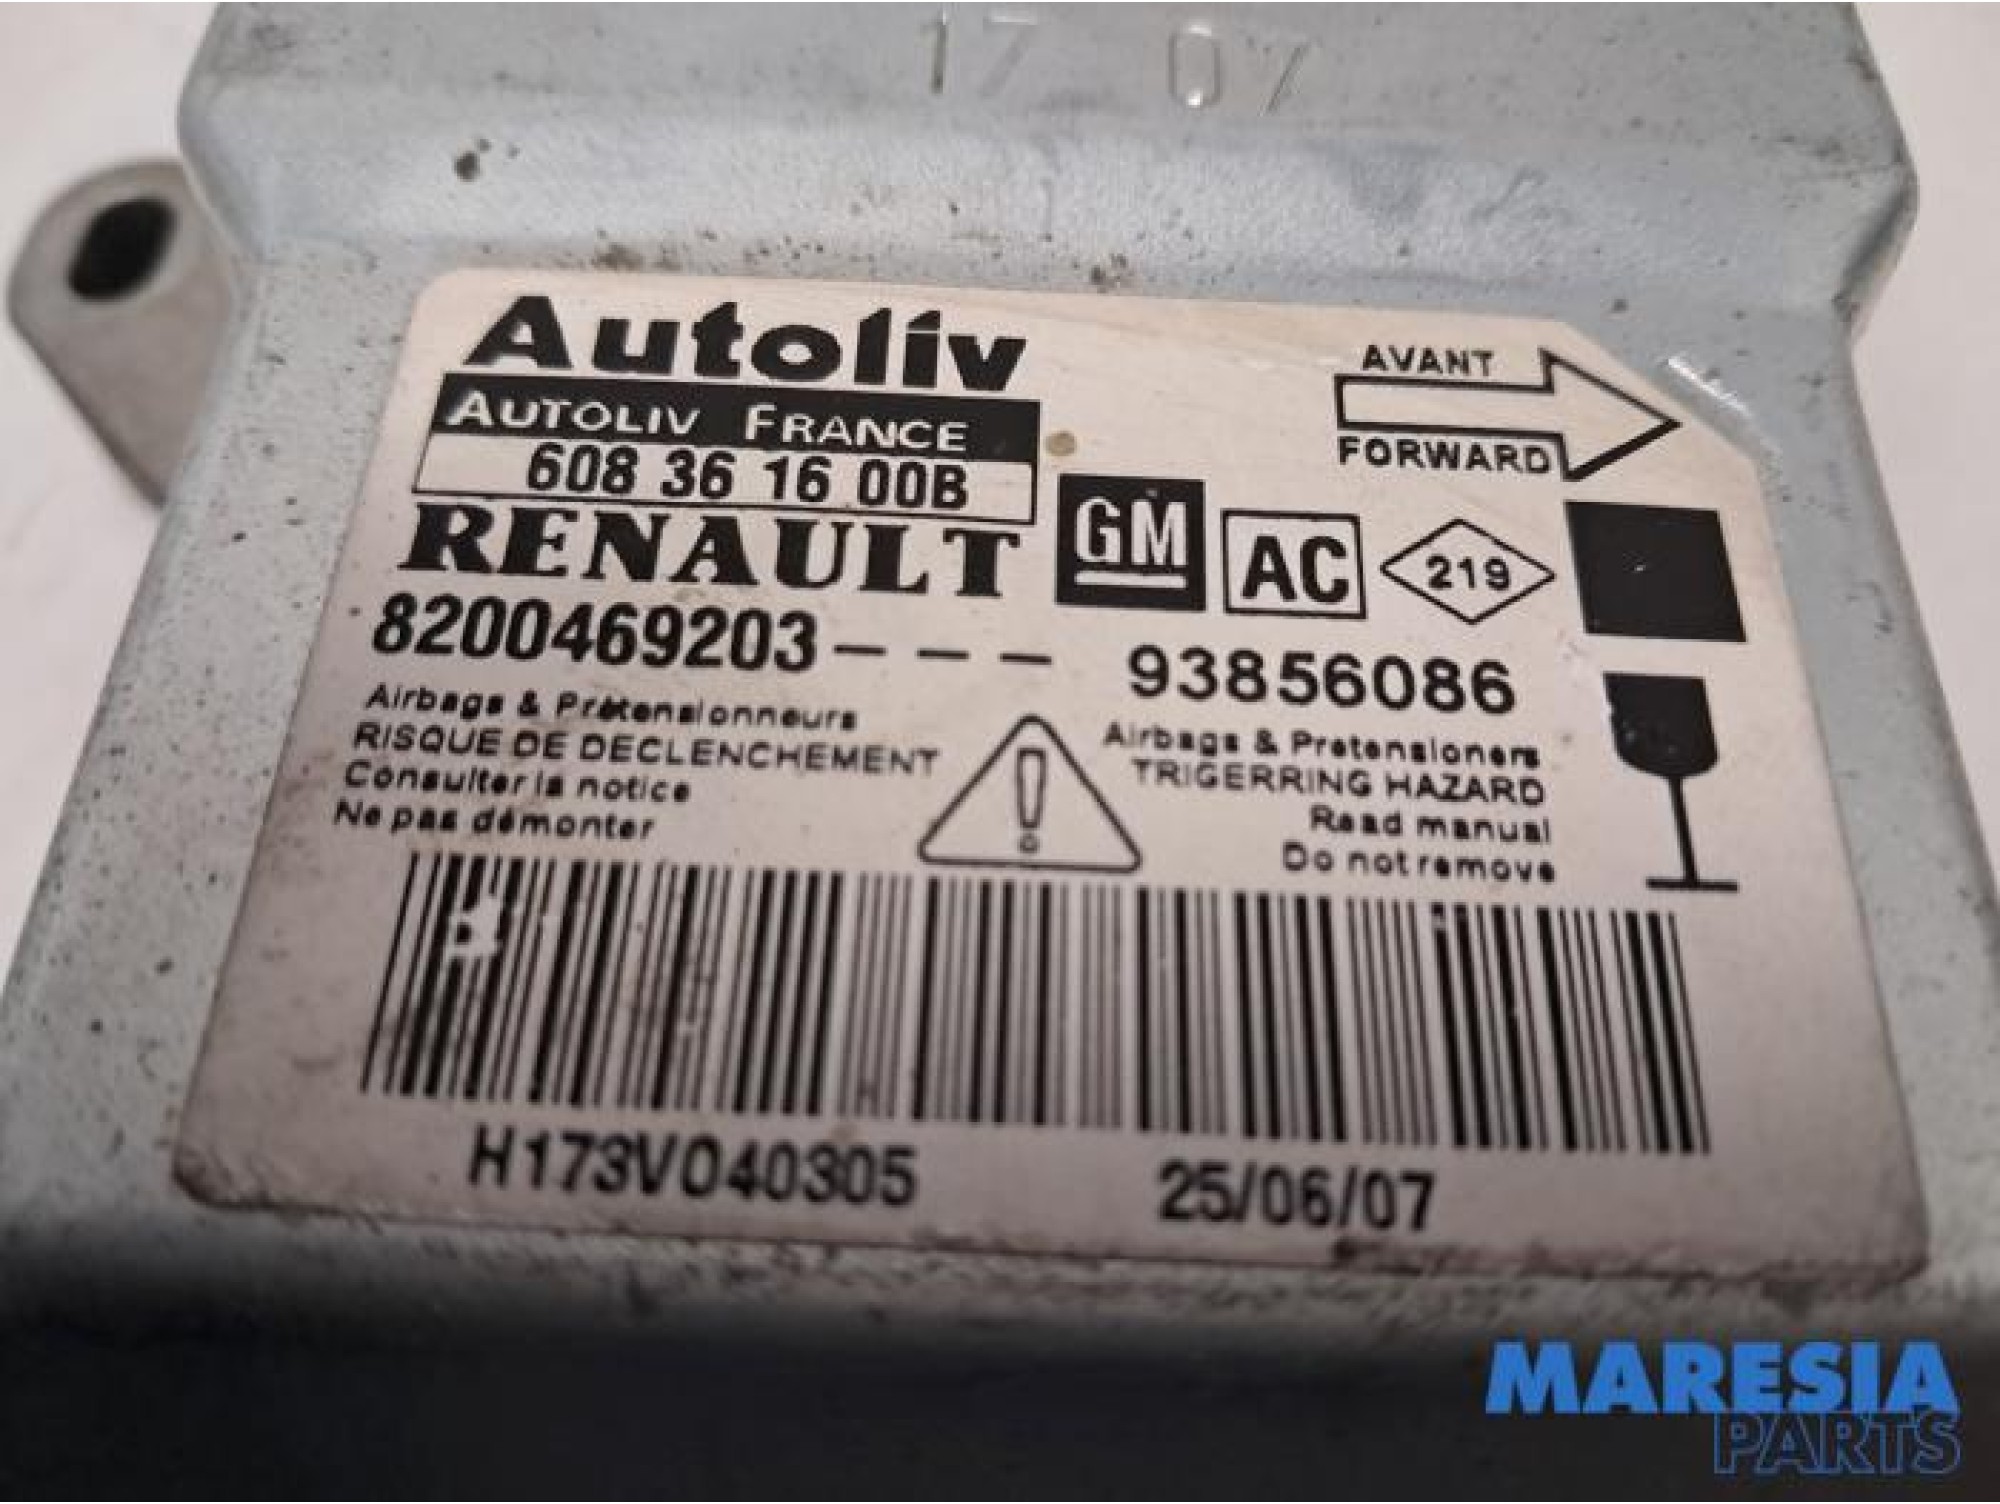 17 07
Autoliv
AUTOLIV FRANCE
608 36 16 00B
AVANT
FORWARD
RENAULT
GM
AC
219
8200469203---
93856086
Airbags & Prétensionneurs
RISQUE DE DECLENCHEMENT
Consulter la notice
Ne pas démonter
Airbags & Pretensioners
TRIGERRING HAZARD
Read manual
Do not remove
H173V040305
25/06/07
MARESIA
PARTS